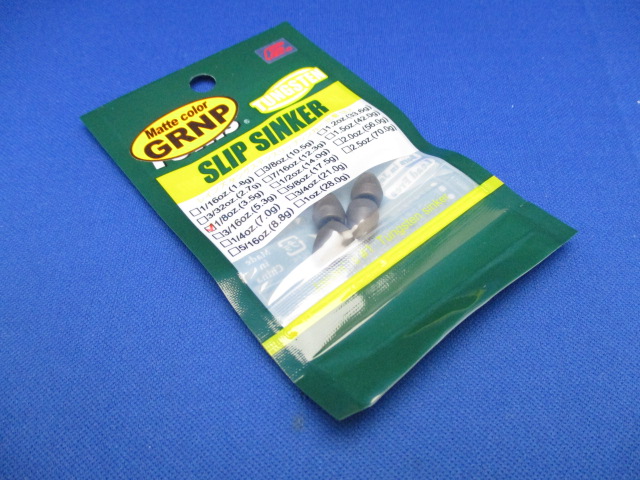 Matte color
GRNP
®
TUNGSTEN
SLIP SINKER
□1/16oz.(1.8g)
□3/32oz.(2.7g)
☑1/8oz.(3.5g)
□3/16oz.(5.3g)
□1/4oz.(7.0g)
□5/16oz.(8.8g)
□3/8oz.(10.5g)
□7/16oz.(12.3g)
□1/2oz.(14.0g)
□5/8oz.(17.5g)
□3/4oz.(21.0g)
□1oz.(28.0g)
□1.2oz.(33.6g)
□1.5oz.(42.0g)
□2.0oz.(56.0g)
□2.5oz.(70.0g)